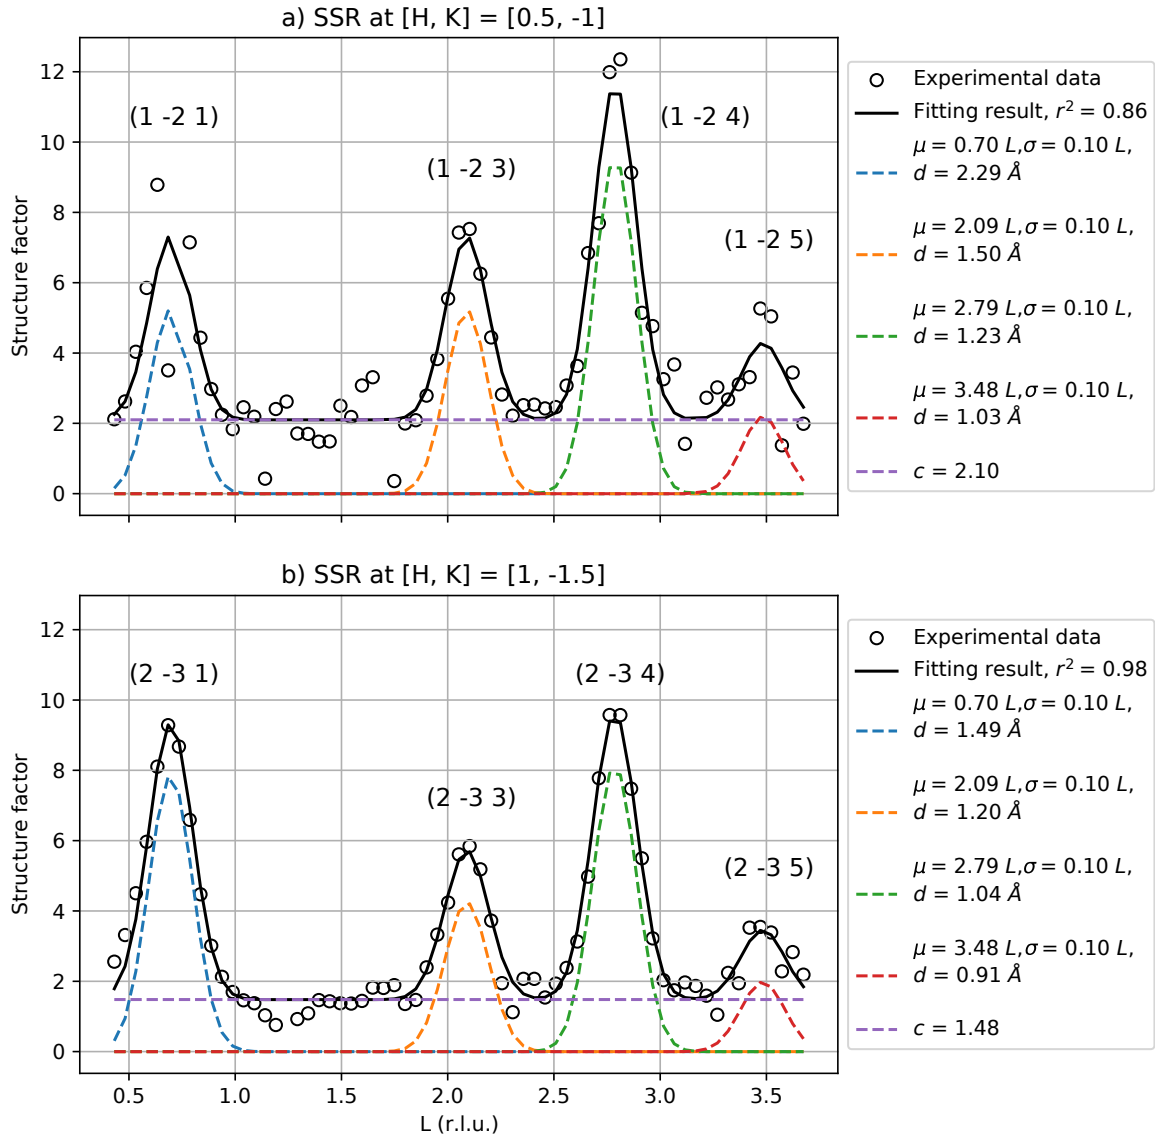 a) SSR at [H, K] = [0.5, -1]
12
10
8
6
4
2
0
Structure factor
(1 -2 1)
(1 -2 3)
(1 -2 4)
(1 -2 5)
Experimental data
Fitting result, r² = 0.86
μ = 0.70 L,σ = 0.10 L,
d = 2.29 Å
μ = 2.09 L,σ = 0.10 L,
d = 1.50 Å
μ = 2.79 L,σ = 0.10 L,
d = 1.23 Å
μ = 3.48 L,σ = 0.10 L,
d = 1.03 Å
c = 2.10
b) SSR at [H, K] = [1, -1.5]
12
10
8
6
4
2
0
Structure factor
(2 -3 1)
(2 -3 3)
(2 -3 4)
(2 -3 5)
0.5 1.0 1.5 2.0 2.5 3.0 3.5
L (r.l.u.)
Experimental data
Fitting result, r² = 0.98
μ = 0.70 L,σ = 0.10 L,
d = 1.49 Å
μ = 2.09 L,σ = 0.10 L,
d = 1.20 Å
μ = 2.79 L,σ = 0.10 L,
d = 1.04 Å
μ = 3.48 L,σ = 0.10 L,
d = 0.91 Å
c = 1.48